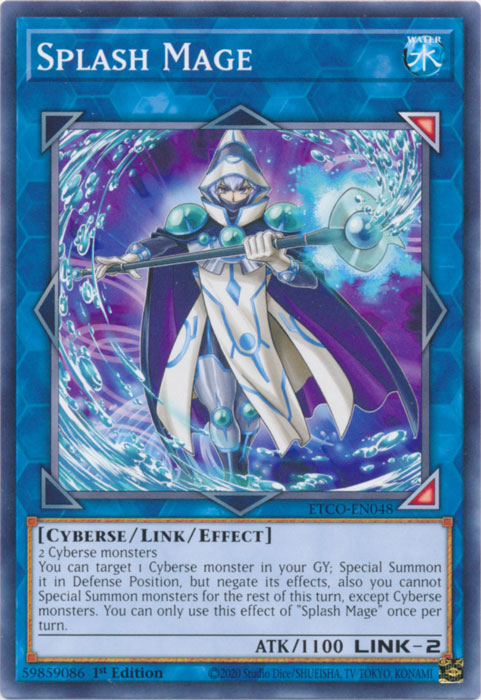 SPLASH MAGE
WATER
水
ETCO-EN048
[CYBERSE/LINK/EFFECT]
2 Cyberse monsters
You can target 1 Cyberse monster in your GY; Special Summon
it in Defense Position, but negate its effects, also you cannot
Special Summon monsters for the rest of this turn, except Cyberse
monsters. You can only use this effect of "Splash Mage" once per
turn.
ATK/1100 LINK-2
59859086 1st Edition ©2020 Studio Dice/SHUEISHA, TV TOKYO, KONAMI